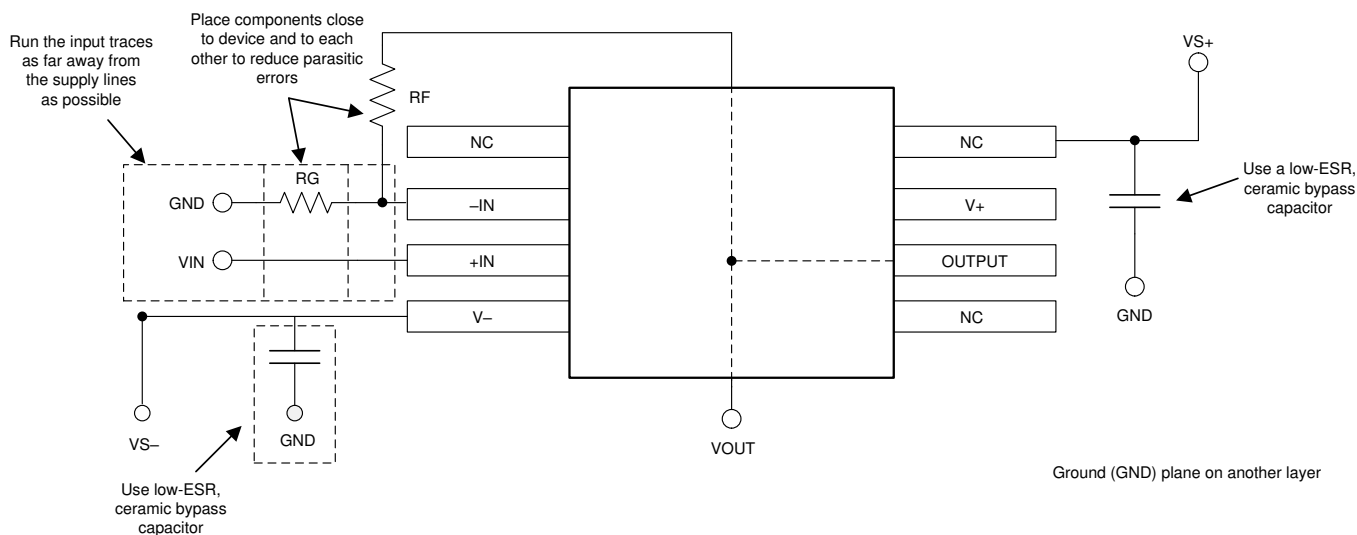 Place components close
to device and to each
other to reduce parasitic
errors
Run the input traces
as far away from
the supply lines
as possible
VS+
RF
NC
NC
Use a low-ESR,
ceramic bypass
capacitor
RG
GND
–IN
V+
VIN
+IN
OUTPUT
V–
NC
GND
VS–
GND
VOUT
Use low-ESR,
ceramic bypass
capacitor
Ground (GND) plane on another layer